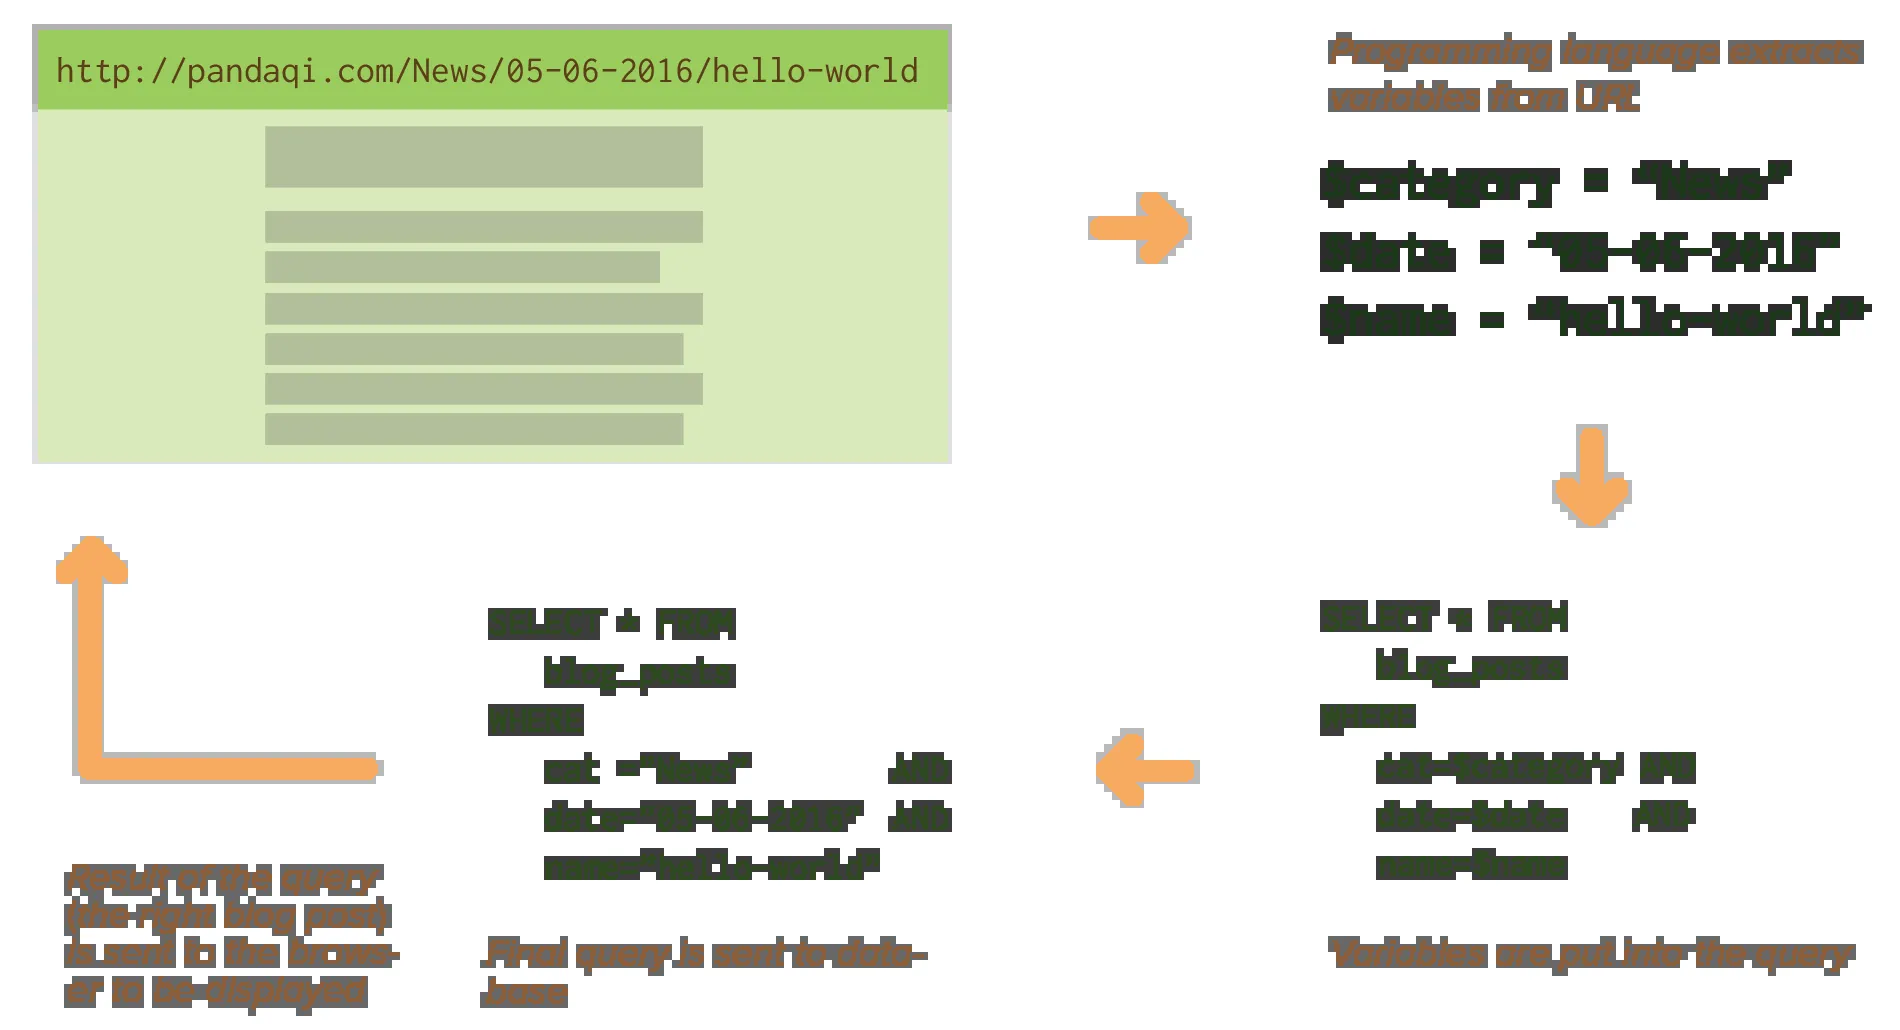 http://pandaqi.com/News/05-06-2016/hello-world
Programming language extracts
variables from URL
$category = "News"
$date = "05-06-2016"
$name = "hello-world"
SELECT * FROM
blog_posts
WHERE
cat=$category AND
date=$date AND
name=$name
Variables are put into the query
SELECT * FROM
blog_posts
WHERE
cat ="News" AND
date="05-06-2016" AND
name="hello-world"
Final query is sent to data-
base
Result of the query
(the right blog post)
is sent to the brows-
er to be displayed